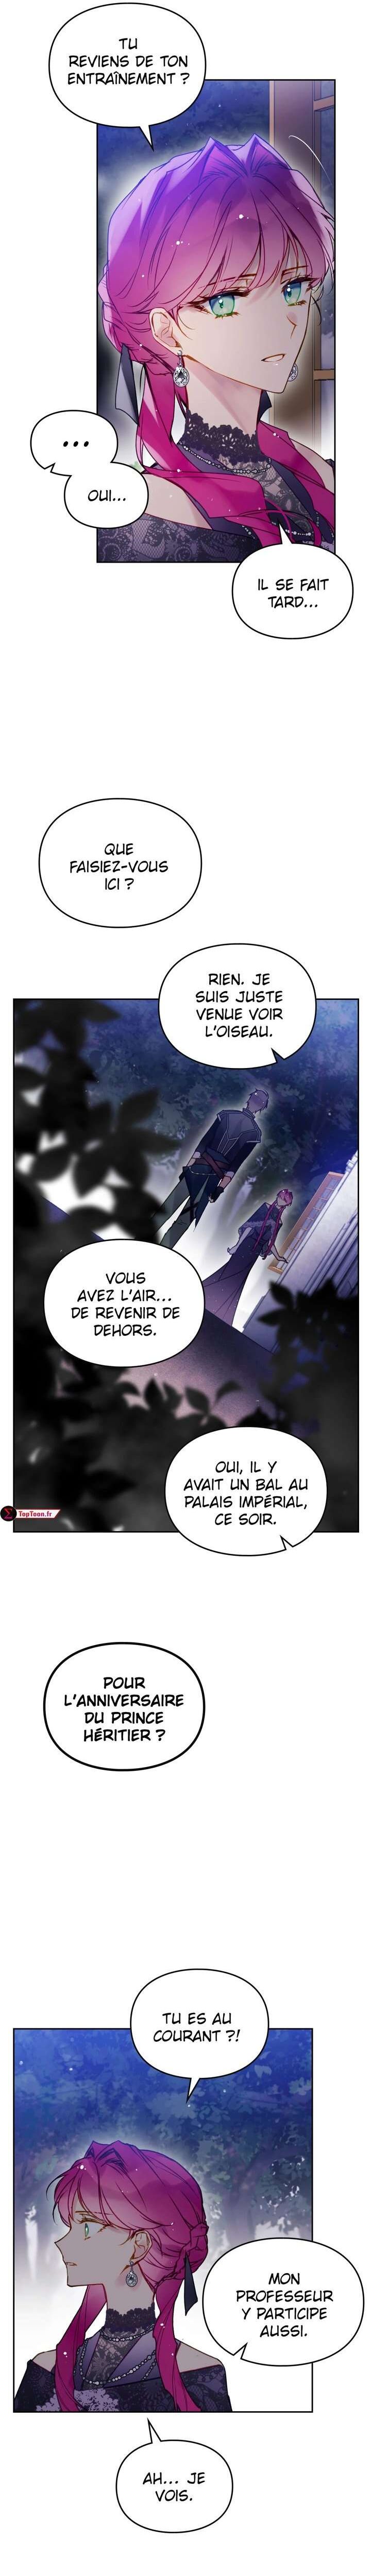 TU
REVIENS DE TON
ENTRAÎNEMENT ?
...
OUI...
IL SE FAIT
TARD...
QUE
FAISIEZ-VOUS
ICI ?
RIEN. JE
SUIS JUSTE
VENUE VOIR
L'OISEAU.
VOUS
AVEZ L'AIR...
DE REVENIR DE
DEHORS.
OUI, IL Y
AVAIT UN BAL AU
PALAIS IMPÉRIAL,
CE SOIR.
TopToon.fr
POUR
L'ANNIVERSAIRE
DU PRINCE
HÉRITIER ?
TU ES AU
COURANT ?!
MON
PROFESSEUR
Y PARTICIPE
AUSSI.
AH... JE
VOIS.